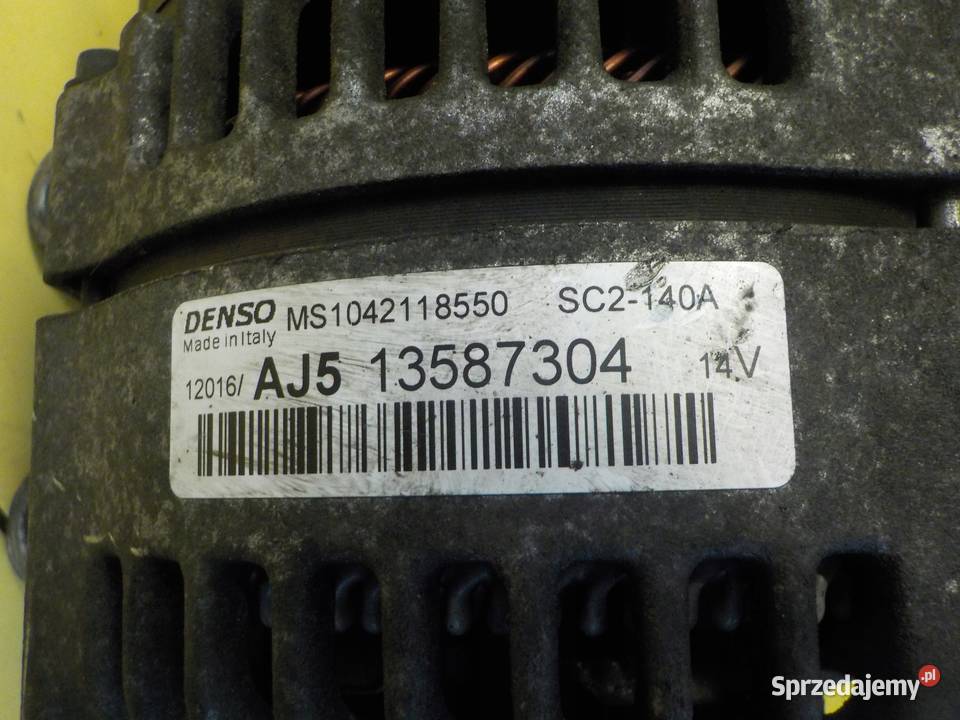 DENSO MS1042118550 SC2-140A
Made in Italy
12016/ AJ5 13587304 14V
Sprzedajemy.pl